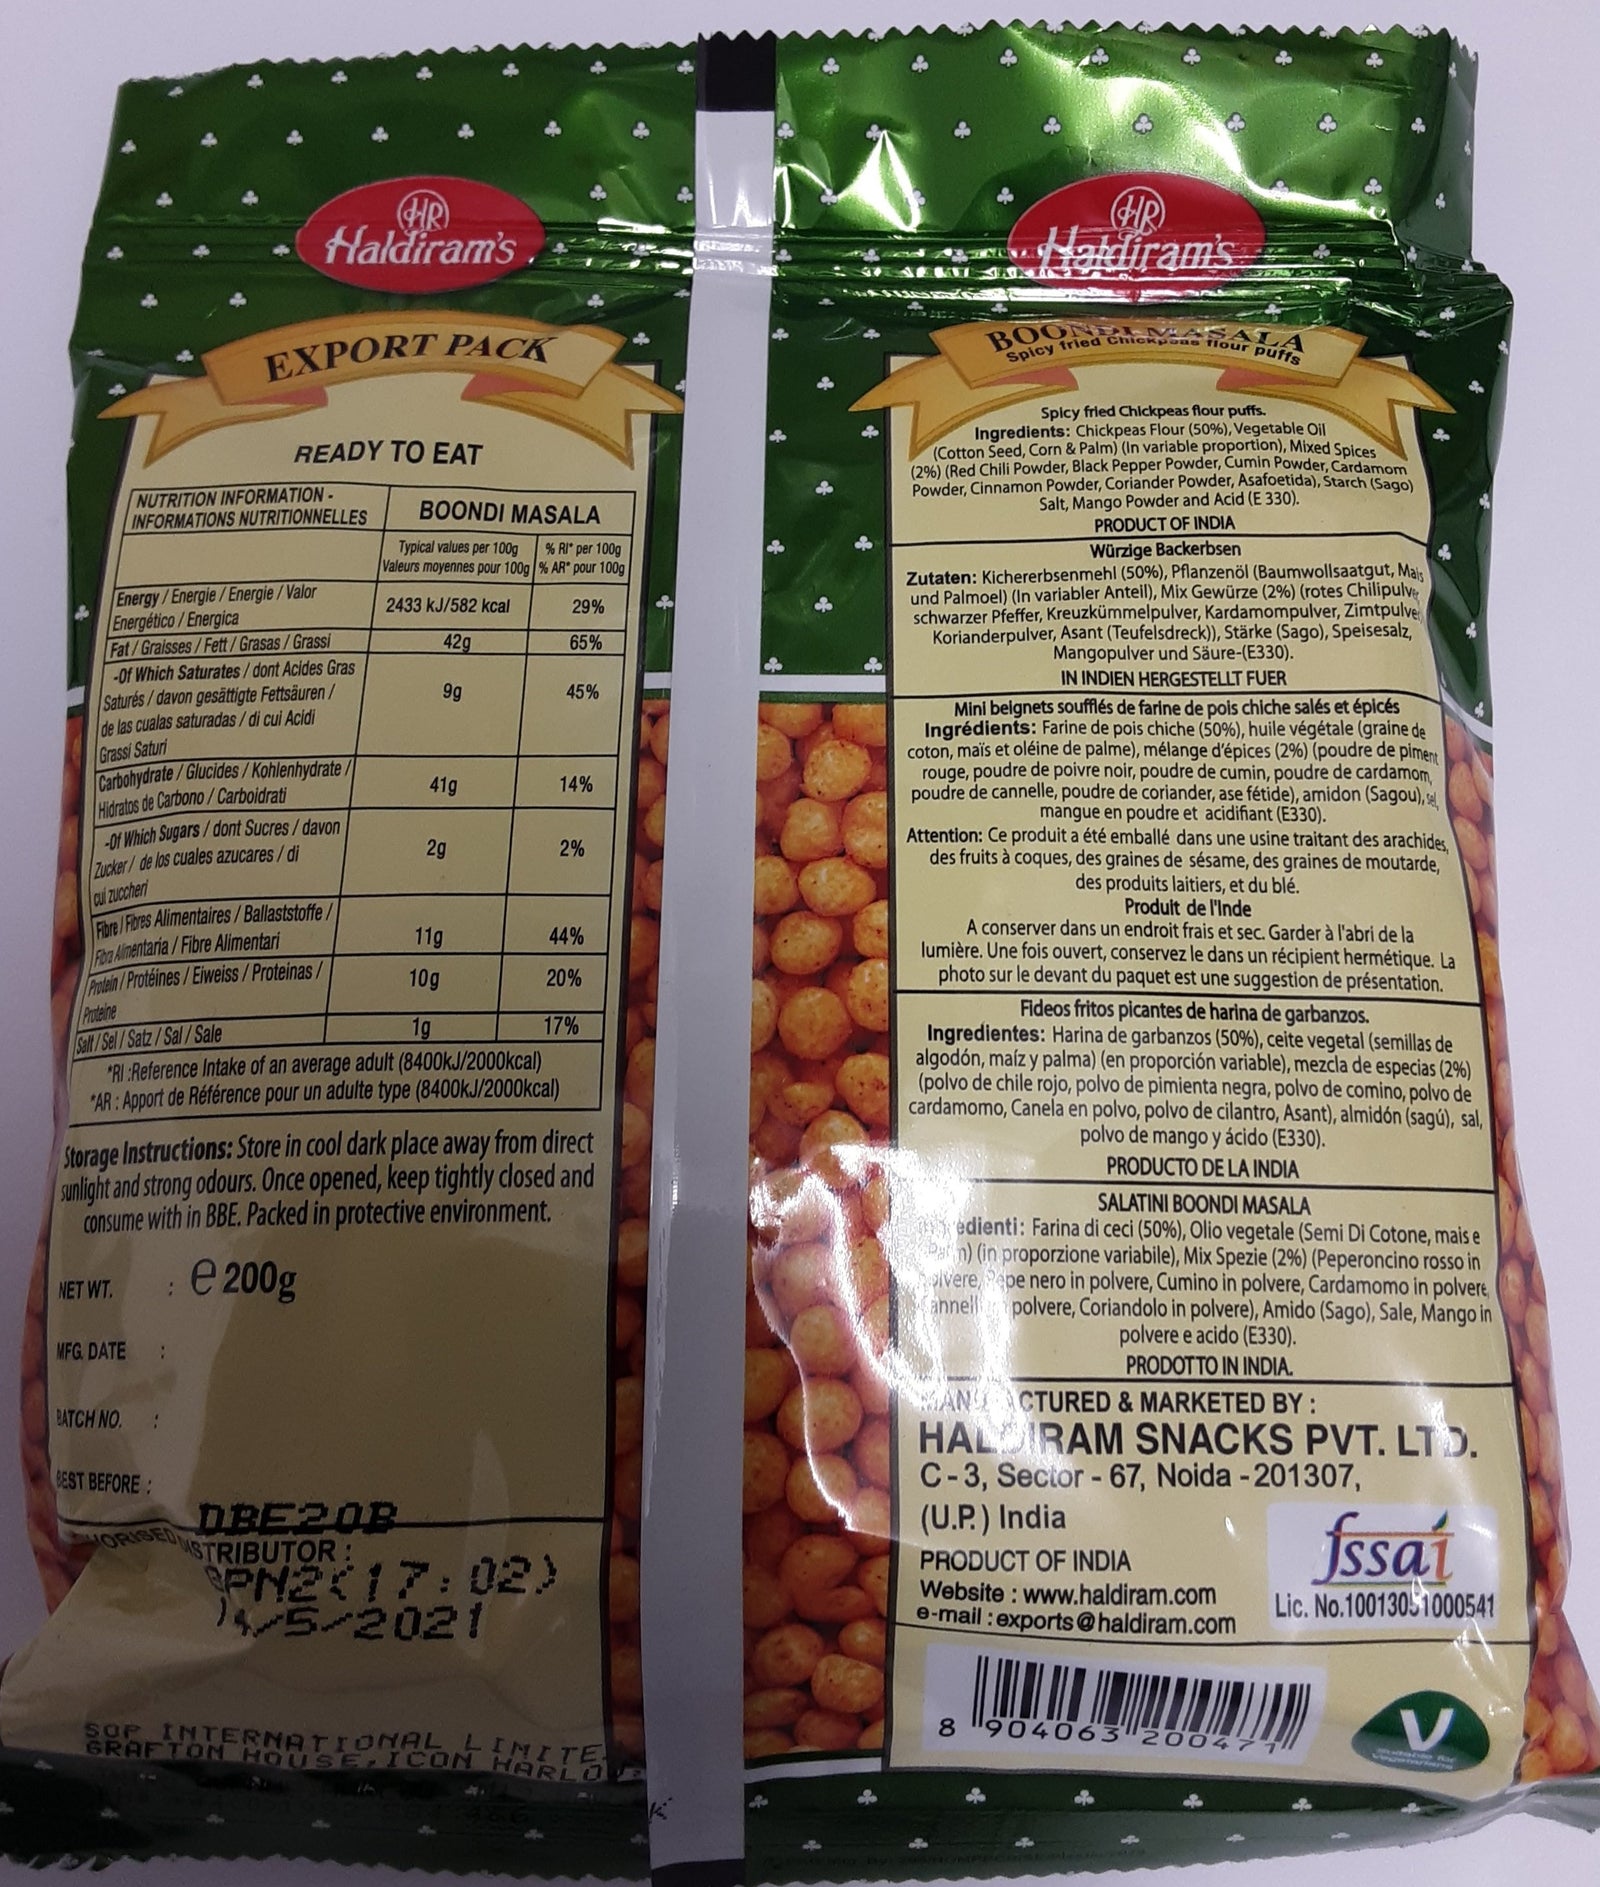 HR
Haldiram's
EXPORT PACK
READY TO EAT
NUTRITION INFORMATION -
INFORMATIONS NUTRITIONNELLES
BOONDI MASALA
Typical values per 100g
Valeurs moyennes pour 100g
% RI* per 100g
% AR* pour 100g
Energy / Energie / Energie / Valor
Energético / Energica
2433 kJ/582 kcal
29%
Fat / Graisses / Fett / Grasas / Grassi
42g
65%
-Of Which Saturates / dont Acides Gras
Saturés / davon gesättigte Fettsäuren /
de las cualas saturadas / di cui Acidi
Grassi Saturi
9g
45%
Carbohydrate / Glucides / Kohlenhydrate /
Hidratos de Carbono / Carboidrati
41g
14%
-Of Which Sugars / dont Sucres / davon
Zucker / de los cuales azucares / di
cui zuccheri
2g
2%
Fibre / Fibres Alimentaires / Ballaststoffe /
Fibra Alimentaria / Fibre Alimentari
11g
44%
Protein / Protéines / Eiweiss / Proteinas /
Proteine
10g
20%
Salt / Sel / Satz / Sal / Sale
1g
17%
*RI :Reference Intake of an average adult (8400kJ/2000kcal)
*AR : Apport de Référence pour un adulte type (8400kJ/2000kcal)
Storage Instructions: Store in cool dark place away from direct
sunlight and strong odours. Once opened, keep tightly closed and
consume with in BBE. Packed in protective environment.
NET WT. : e 200g
MFG. DATE :
BATCH NO. :
BEST BEFORE :
DBE20B
DISTRIBUTOR :
PN2(17:02)
5/2021
SOP INTERNATIONAL LIMITE
GRAFTON HOUSE, ICON HARLO
HR
Haldiram's
BOONDI MASALA
Spicy fried Chickpeas flour puffs
Spicy fried Chickpeas flour puffs.
Ingredients: Chickpeas Flour (50%), Vegetable Oil
(Cotton Seed, Corn & Palm) (In variable proportion), Mixed Spices
(2%) (Red Chili Powder, Black Pepper Powder, Cumin Powder, Cardamom
Powder, Cinnamon Powder, Coriander Powder, Asafoetida), Starch (Sago)
Salt, Mango Powder and Acid (E 330).
PRODUCT OF INDIA
Würzige Backerbsen
Zutaten: Kichererbsenmehl (50%), Pflanzenöl (Baumwollsaatgut, Mais
und Palmoel) (In variabler Anteil), Mix Gewürze (2%) (rotes Chilipulver
schwarzer Pfeffer, Kreuzkümmelpulver, Kardamompulver, Zimtpulver
Korianderpulver, Asant (Teufelsdreck)), Stärke (Sago), Speisesalz,
Mangopulver und Säure-(E330).
IN INDIEN HERGESTELLT FUER
Mini beignets soufflés de farine de pois chiche salés et épicés
Ingrédients: Farine de pois chiche (50%), huile végétale (graine de
coton, maïs et oléine de palme), mélange d'épices (2%) (poudre de piment
rouge, poudre de poivre noir, poudre de cumin, poudre de cardamom,
poudre de cannelle, poudre de coriander, ase fétide), amidon (Sagou), sel,
mangue en poudre et acidifiant (E330).
Attention: Ce produit a été emballé dans une usine traitant des arachides,
des fruits à coques, des graines de sésame, des graines de moutarde,
des produits laitiers, et du blé.
Produit de l'Inde
A conserver dans un endroit frais et sec. Garder à l'abri de la
lumière. Une fois ouvert, conservez le dans un récipient hermétique. La
photo sur le devant du paquet est une suggestion de présentation.
Fideos fritos picantes de harina de garbanzos.
Ingredientes: Harina de garbanzos (50%), ceite vegetal (semillas de
algodón, maíz y palma) (en proporción variable), mezcla de especias (2%)
(polvo de chile rojo, polvo de pimienta negra, polvo de comino, polvo de
cardamomo, Canela en polvo, polvo de cilantro, Asant), almidón (sagú), sal,
polvo de mango y ácido (E330).
PRODUCTO DE LA INDIA
SALATINI BOONDI MASALA
edienti: Farina di ceci (50%), Olio vegetale (Semi Di Cotone, mais e
(in proporzione variabile), Mix Spezie (2%) (Peperoncino rosso in
polvere, Pepe nero in polvere, Cumino in polvere, Cardamomo in polvere,
polvere, Coriandolo in polvere), Amido (Sago), Sale, Mango in
polvere e acido (E330).
PRODOTTO IN INDIA.
MANUFACTURED & MARKETED BY :
HALDIRAM SNACKS PVT. LTD.
C - 3, Sector - 67, Noida - 201307,
(U.P.) India
PRODUCT OF INDIA
Website : www.haldiram.com
e-mail : exports@haldiram.com
fssai
Lic. No.10013051000541
8 904063 200471
V
Suitable for
Vegetarians